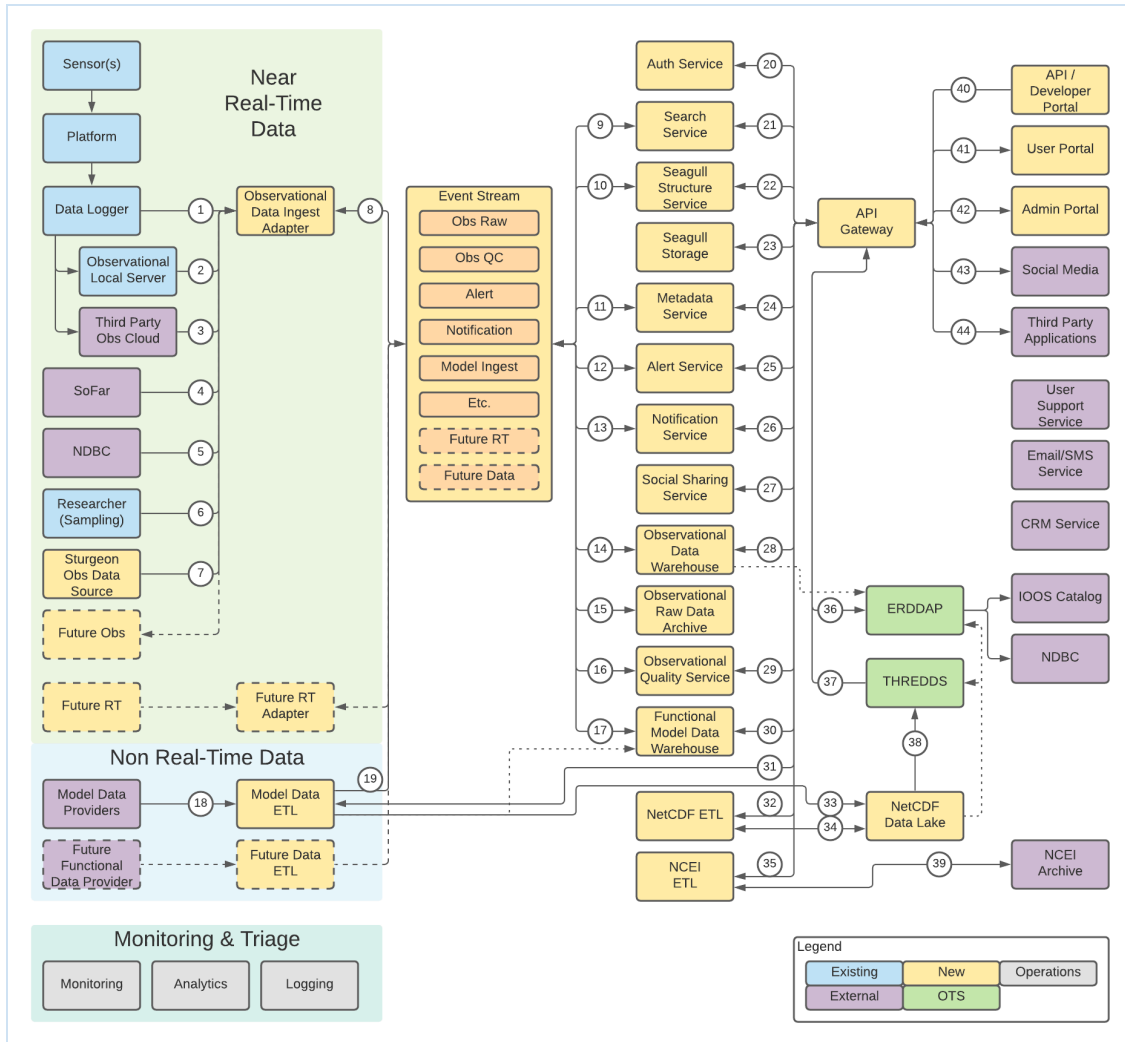 Near
Real-Time
Data
Sensor(s)
Platform
Data Logger
1
Observational
Data Ingest
Adapter
8
Observational
Local Server
2
Third Party
Obs Cloud
3
SoFar
4
NDBC
5
Researcher
(Sampling)
6
Sturgeon
Obs Data
Source
7
Future Obs
Future RT
Future RT
Adapter
Non Real-Time Data
Model Data
Providers
18
Model Data
ETL
19
Future
Functional
Data Provider
Future Data
ETL
Monitoring & Triage
Monitoring
Analytics
Logging
Event Stream
Obs Raw
Obs QC
Alert
Notification
Model Ingest
Etc.
Future RT
Future Data
Auth Service
20
9
Search
Service
21
10
Seagull
Structure
Service
22
Seagull
Storage
23
11
Metadata
Service
24
12
Alert Service
25
13
Notification
Service
26
Social Sharing
Service
27
14
Observational
Data
Warehouse
28
15
Observational
Raw Data
Archive
16
Observational
Quality Service
29
17
Functional
Model Data
Warehouse
30
31
NetCDF ETL
32
33
34
NCEI
ETL
35
API
Gateway
36
ERDDAP
37
THREDDS
38
NetCDF
Data Lake
39
40
API /
Developer
Portal
41
User Portal
42
Admin Portal
43
Social Media
44
Third Party
Applications
User
Support
Service
Email/SMS
Service
CRM Service
IOOS Catalog
NDBC
NCEI
Archive
Legend
Existing
New
Operations
External
OTS